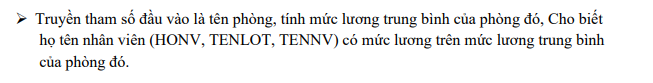 ➢ Truyền tham số đầu vào là tên phòng, tính mức lương trung bình của phòng đó, Cho biết
họ tên nhân viên (HONV, TENLOT, TENNV) có mức lương trên mức lương trung bình
của phòng đó.